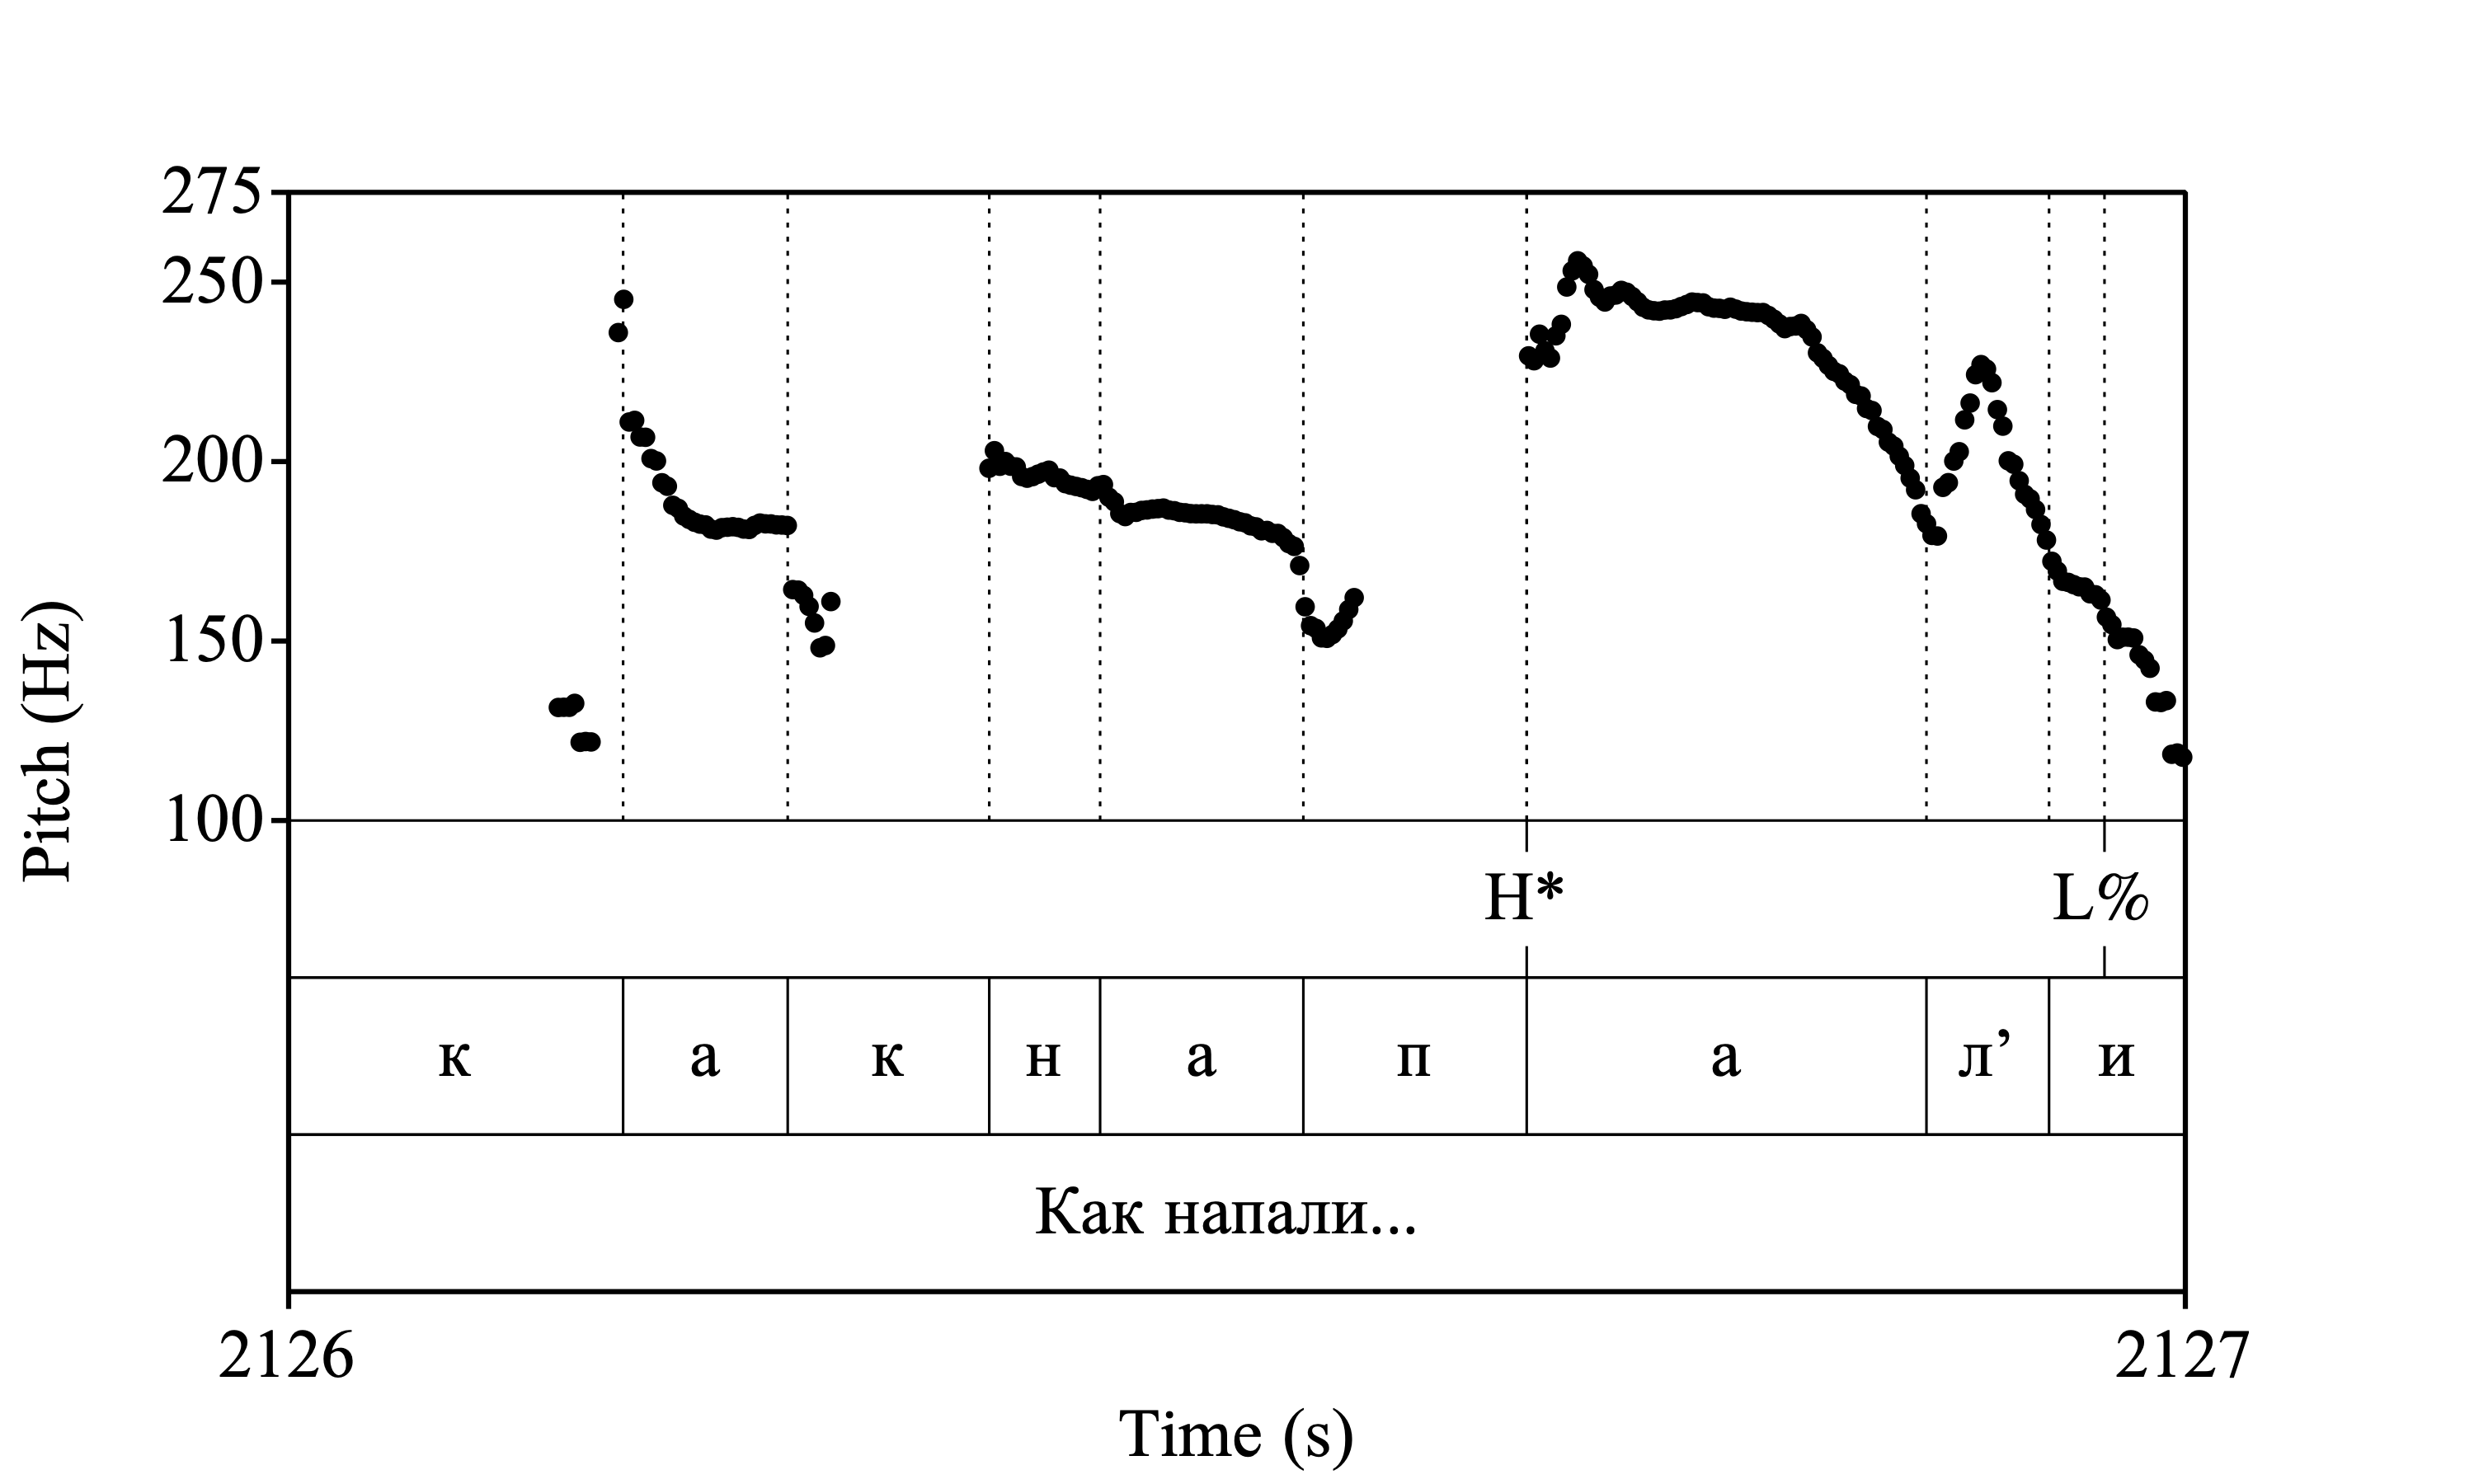 275
250
200
150
100
Pitch (Hz)
H* L%
к а к н а п а л’ и
Как напали...
2126 2127
Time (s)